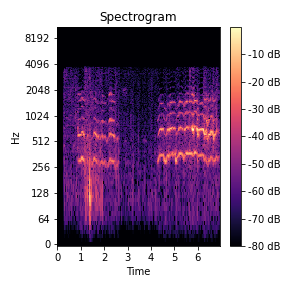 Spectrogram
8192
4096
2048
1024
512
256
128
64
0
Hz
0 1 2 3 4 5 6
Time
-10 dB
-20 dB
-30 dB
-40 dB
-50 dB
-60 dB
-70 dB
-80 dB